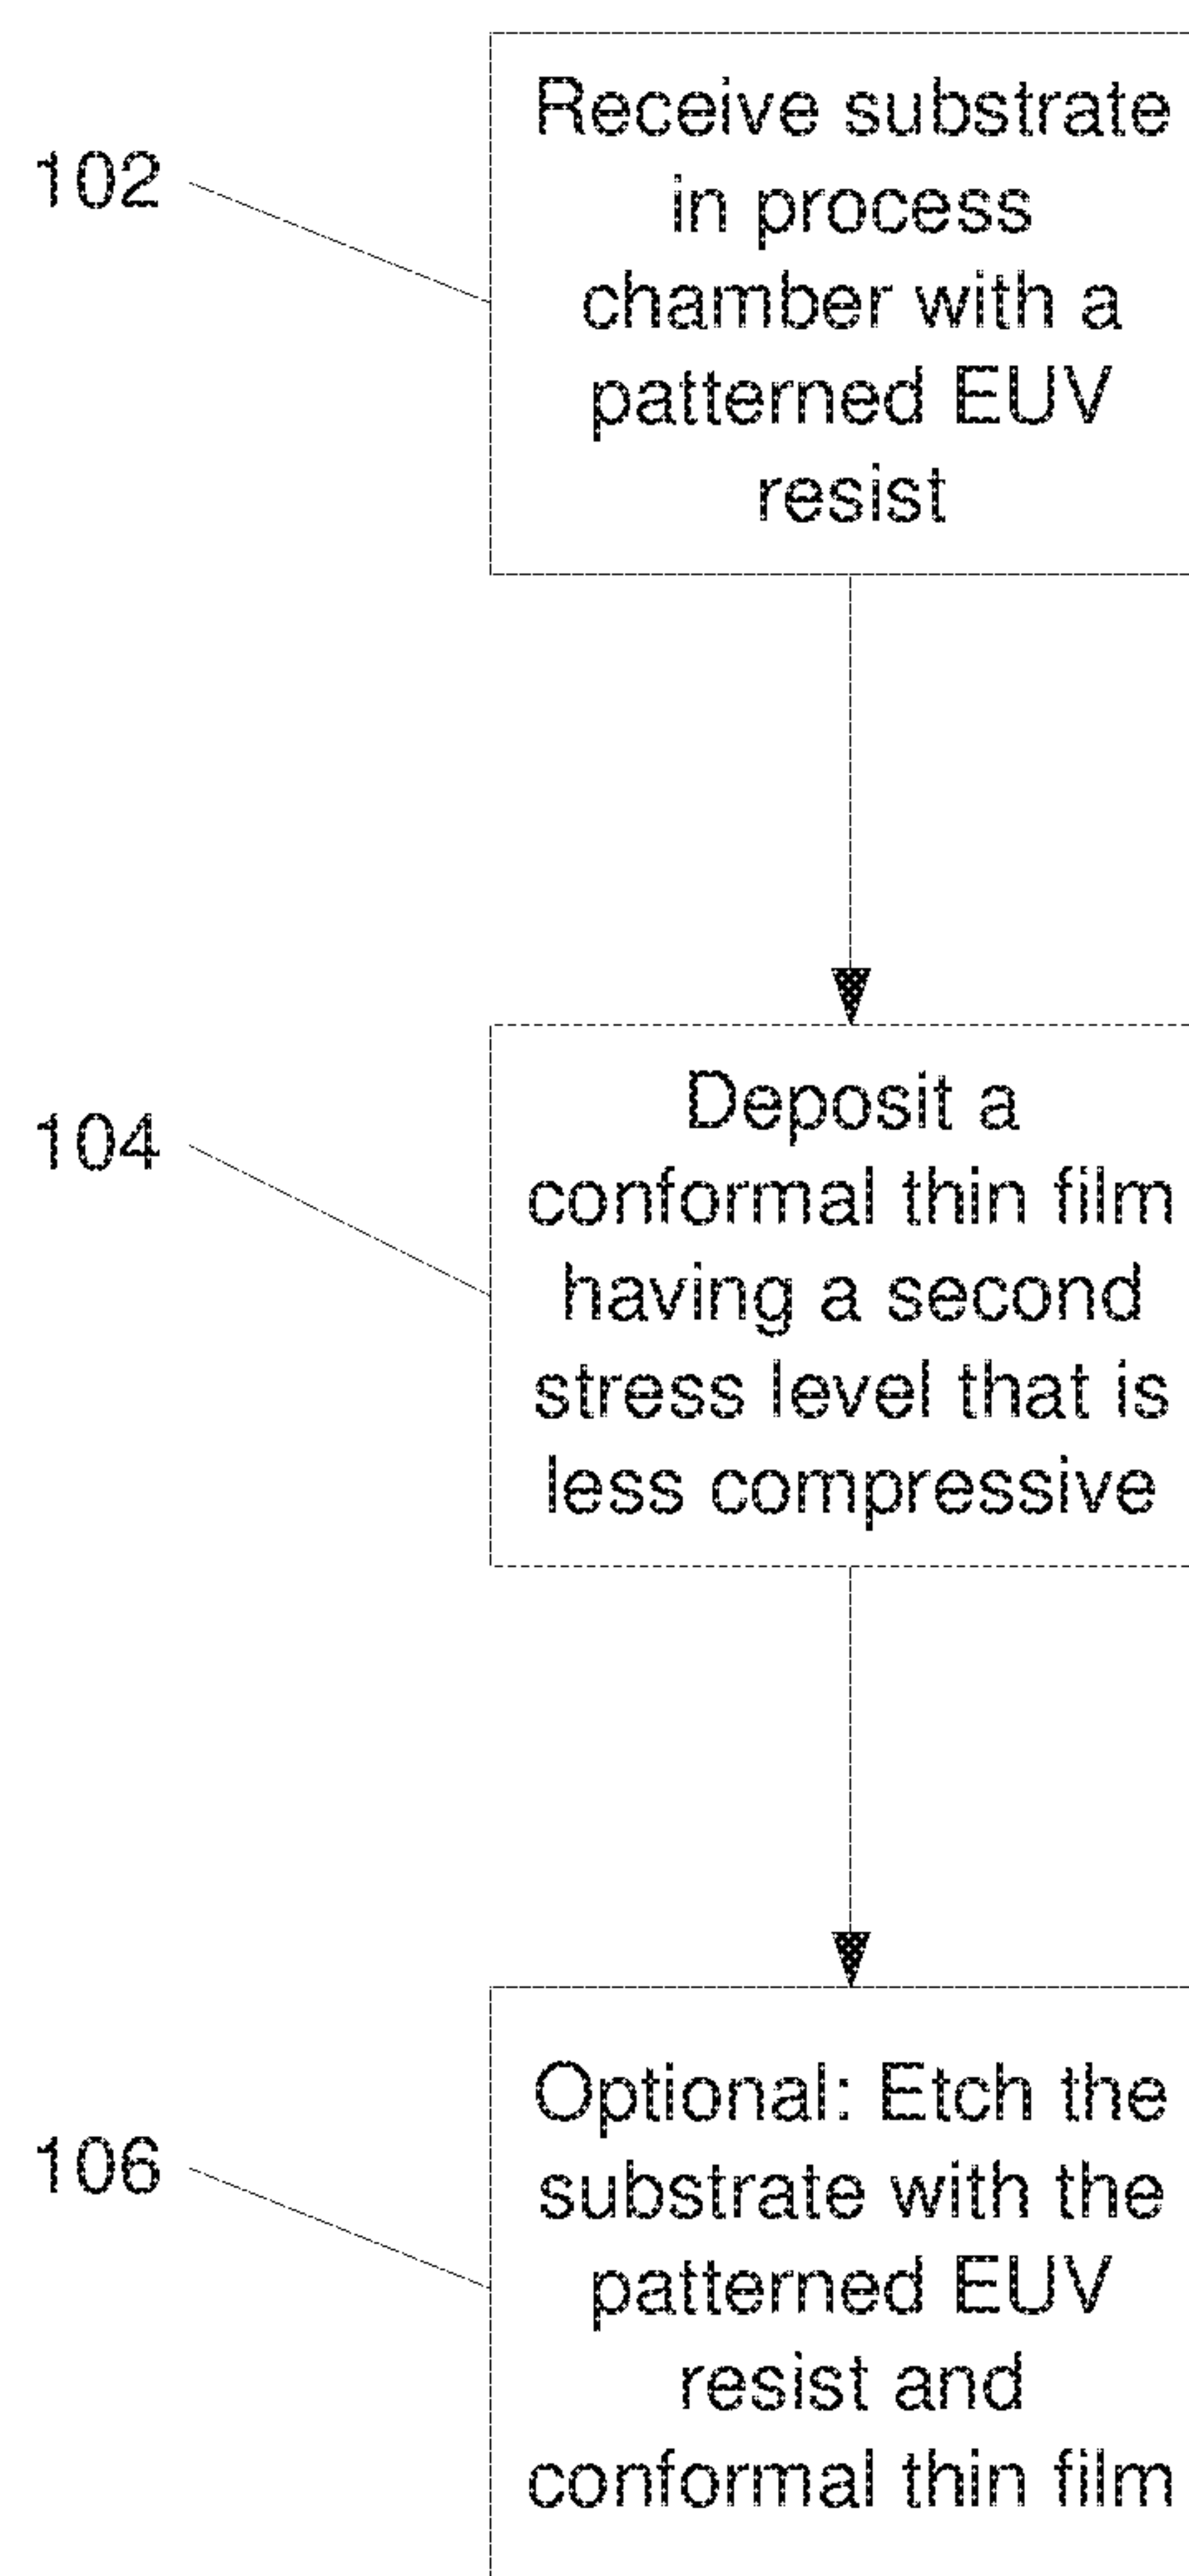 102
Receive substrate
in process
chamber with a
patterned EUV
resist
104
Deposit a
conformal thin film
having a second
stress level that is
less compressive
106
Optional: Etch the
substrate with the
patterned EUV
resist and
conformal thin film